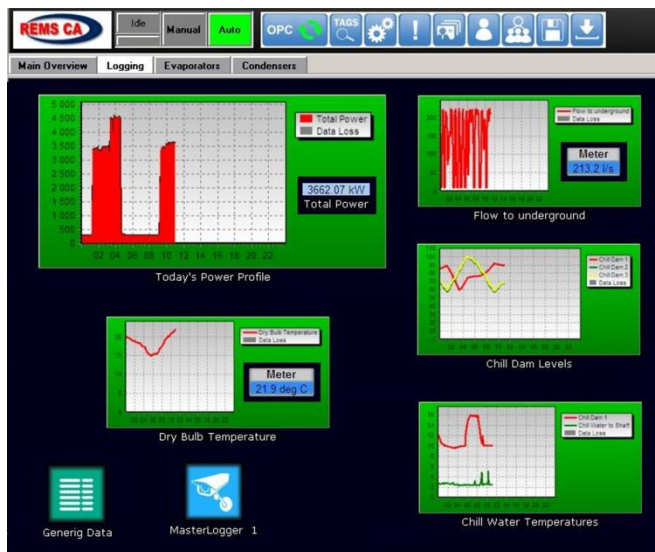 REMS CA
Idle
Manual
Auto
OPC
TAGS
Main Overview
Logging
Evaporators
Condensers
5 000
4 500
4 000
3 500
3 000
2 500
2 000
1 500
1 000
500
0
02 04 06 08 10 12 14 16 18 20 22
Total Power
Data Loss
3662.07 kW
Total Power
Today's Power Profile
Flow to underground
Data Loss
Meter
213.2 l/s
Flow to underground
Chill Dam 1
Chill Dam 2
Chill Dam 3
Data Loss
Chill Dam Levels
Dry Bulb Temperature
Data Loss
Meter
21.9 deg C
Dry Bulb Temperature
Chill Dam 1
Chill Water to Shaft
Data Loss
Chill Water Temperatures
Generig Data
MasterLogger 1